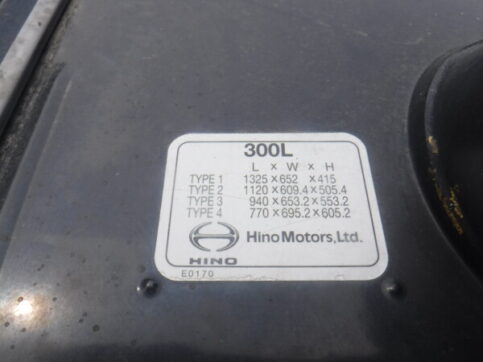 300L
L × W × H
TYPE 1 1325×652 ×415
TYPE 2 1120×609.4×505.4
TYPE 3 940×653.2×553.2
TYPE 4 770×695.2×605.2
HINO Hino Motors, Ltd.
E0170